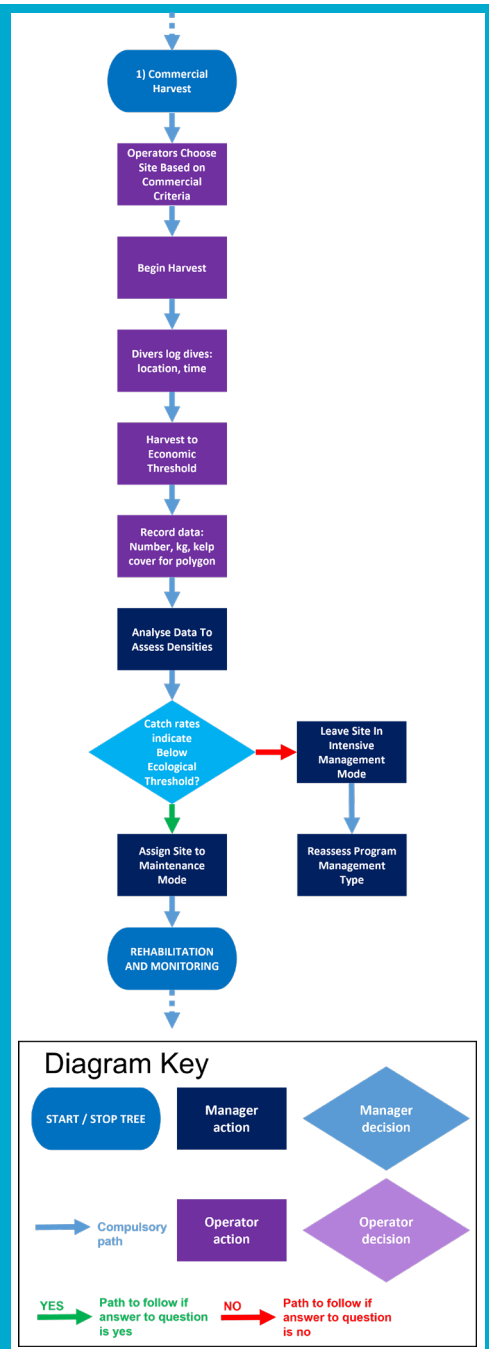 1) Commercial
Harvest
Operators Choose
Site Based on
Commercial
Criteria
Begin Harvest
Divers log dives:
location, time
Harvest to
Economic
Threshold
Record data:
Number, kg, kelp
cover for polygon
Analyse Data To
Assess Densities
Catch rates
indicate
Below
Ecological
Threshold?
Leave Site In
Intensive
Management
Mode
Assign Site to
Maintenance
Mode
Reassess Program
Management
Type
REHABILITATION
AND MONITORING
Diagram Key
START / STOP TREE
Manager
action
Manager
decision
Compulsory
path
Operator
action
Operator
decision
YES
Path to follow if
answer to question
is yes
NO
Path to follow if
answer to question
is no